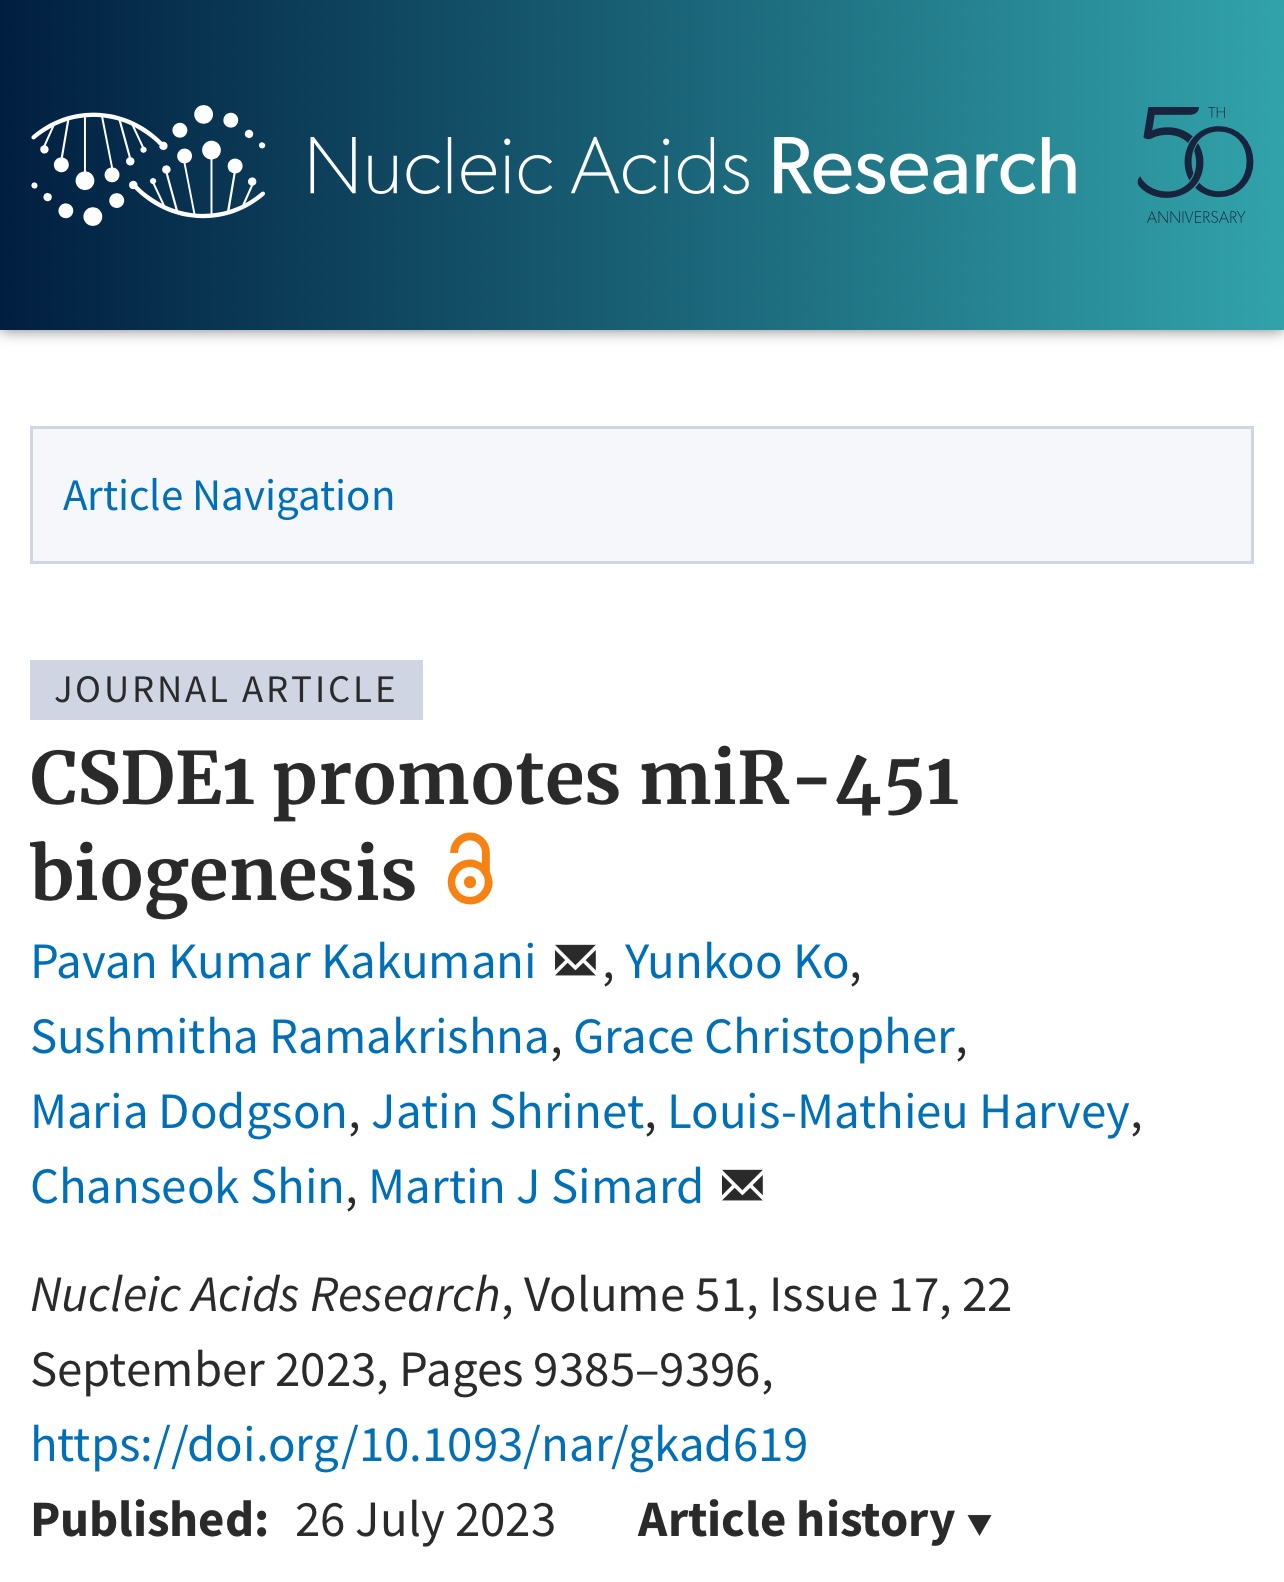 Nucleic Acids Research
50 TH
ANNIVERSARY
Article Navigation
JOURNAL ARTICLE
CSDE1 promotes miR-451
biogenesis
Pavan Kumar Kakumani , Yunkoo Ko,
Sushmitha Ramakrishna, Grace Christopher,
Maria Dodgson, Jatin Shrinet, Louis-Mathieu Harvey,
Chanseok Shin, Martin J Simard
Nucleic Acids Research, Volume 51, Issue 17, 22
September 2023, Pages 9385–9396,
https://doi.org/10.1093/nar/gkad619
Published: 26 July 2023 Article history ▼